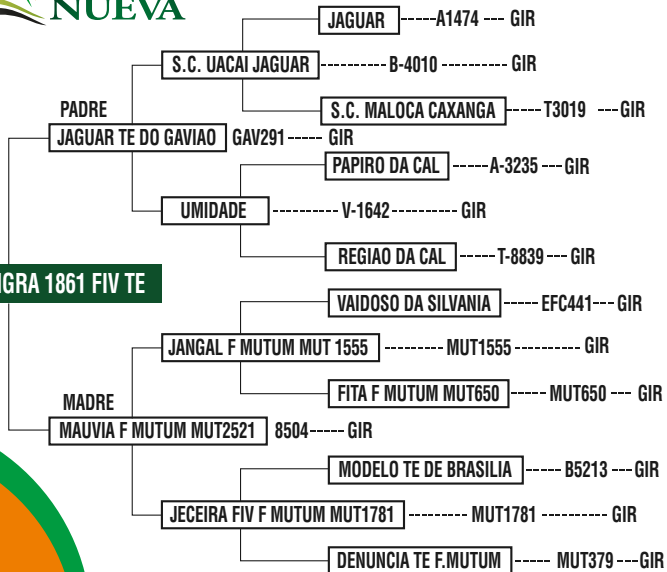 NUEVA
JAGUAR -----A1474 --- GIR
S.C. UACAI JAGUAR ---------- B-4010 ---------- GIR
S.C. MALOCA CAXANGA -----T3019 ---GIR
PADRE
JAGUAR TE DO GAVIAO GAV291 ----- GIR
PAPIRO DA CAL -----A-3235 ---GIR
UMIDADE ---------- V-1642---------- GIR
REGIAO DA CAL -----T-8839--- GIR
1861 FIV TE
VAIDOSO DA SILVANIA ----- EFC441--- GIR
JANGAL F MUTUM MUT 1555 --------- MUT1555 ---------- GIR
FITA F MUTUM MUT650 ----- MUT650 --- GIR
MADRE
MAUVIA F MUTUM MUT2521 8504----- GIR
MODELO TE DE BRASILIA ----- B5213 ---GIR
JECEIRA FIV F MUTUM MUT1781 --------- MUT1781 ---------- GIR
DENUNCIA TE F.MUTUM ----- MUT379 ---GIR